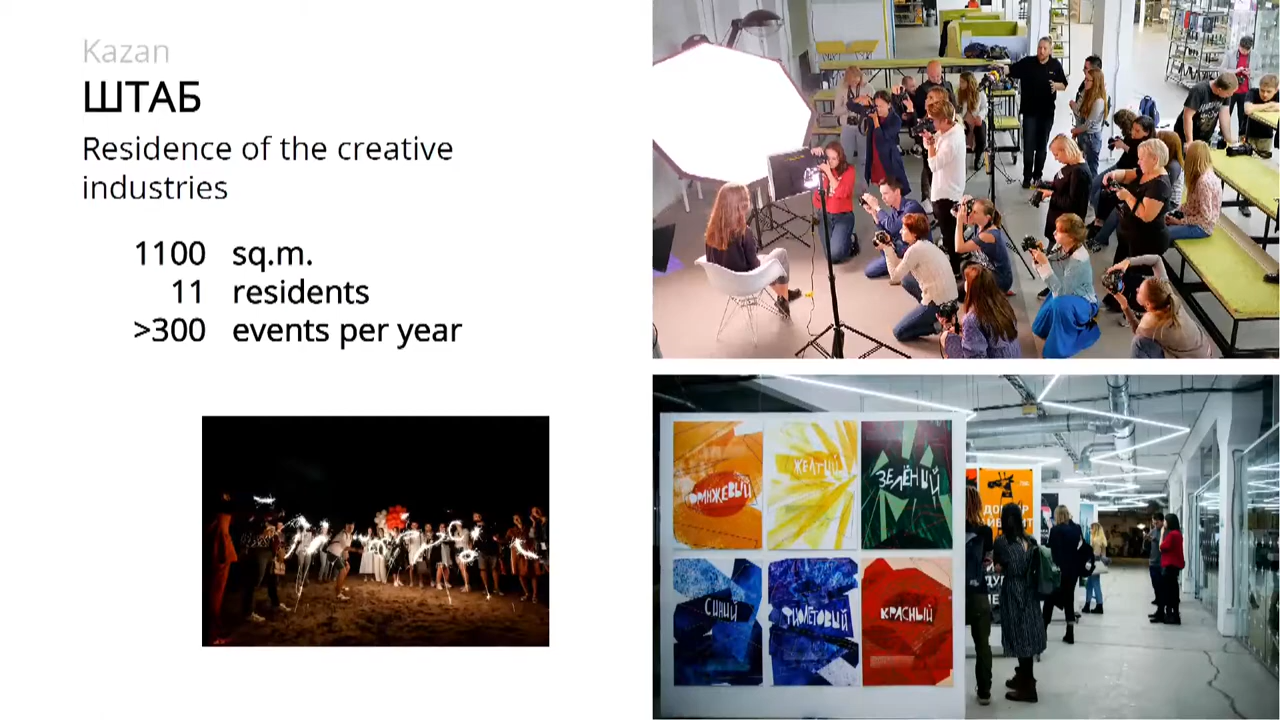 Kazan
ШТАБ
Residence of the creative
industries
1100 sq.m.
11 residents
>300 events per year
ОРАНЖЕВЫЙ
ЖЕЛТЫЙ
ЗЕЛЁНЫЙ
СИНИЙ
ФИОЛЕТОВЫЙ
КРАСНЫЙ